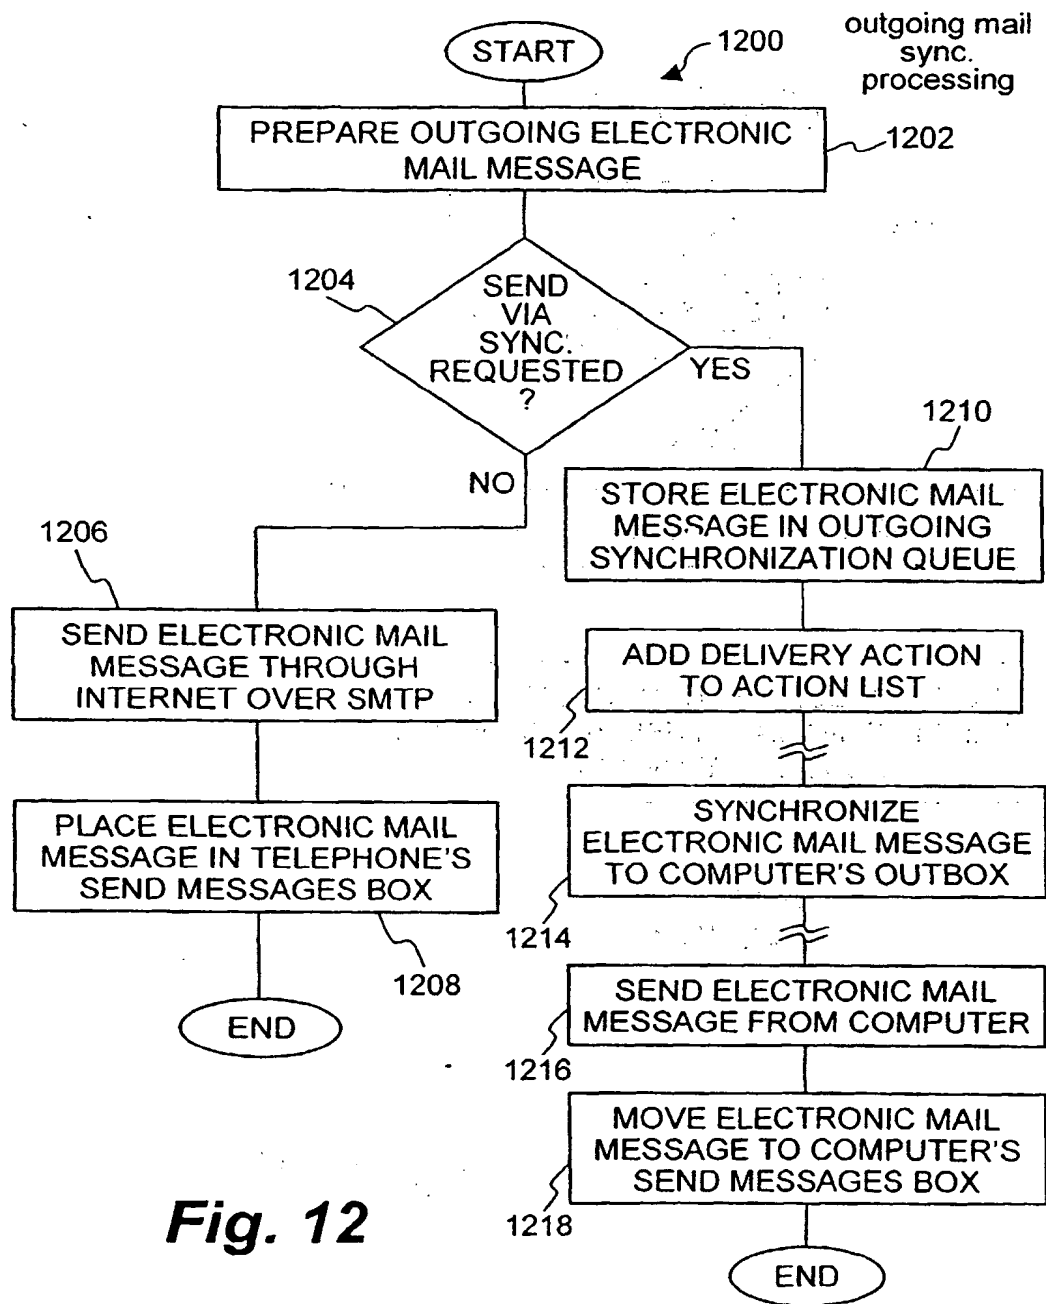 outgoing mail
sync.
processing
1200
START
PREPARE OUTGOING ELECTRONIC
MAIL MESSAGE
1202
1204
SEND
VIA
SYNC.
REQUESTED
?
YES
NO
1206
SEND ELECTRONIC MAIL
MESSAGE THROUGH
INTERNET OVER SMTP
PLACE ELECTRONIC MAIL
MESSAGE IN TELEPHONE'S
SEND MESSAGES BOX
1208
END
1210
STORE ELECTRONIC MAIL
MESSAGE IN OUTGOING
SYNCHRONIZATION QUEUE
ADD DELIVERY ACTION
TO ACTION LIST
1212
SYNCHRONIZE
ELECTRONIC MAIL MESSAGE
TO COMPUTER'S OUTBOX
1214
SEND ELECTRONIC MAIL
MESSAGE FROM COMPUTER
1216
MOVE ELECTRONIC MAIL
MESSAGE TO COMPUTER'S
SEND MESSAGES BOX
1218
END
Fig. 12